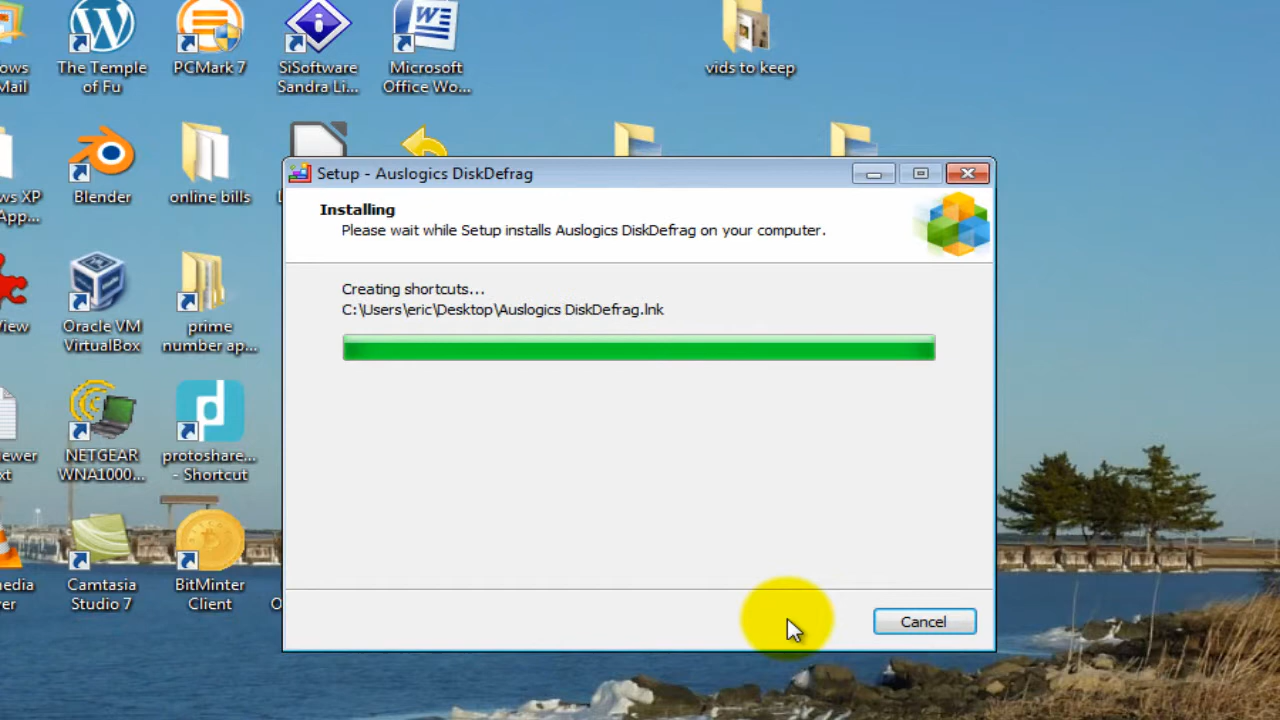 ows
Mail
The Temple
of Fu
PCMark 7
SiSoftware
Sandra Li...
Microsoft
Office Wo...
vids to keep
ws XP
App...
Blender
online bills
Setup - Auslogics DiskDefrag
Installing
Please wait while Setup installs Auslogics DiskDefrag on your computer.
Creating shortcuts...
C:\Users\eric\Desktop\Auslogics DiskDefrag.lnk
View
Oracle VM
VirtualBox
prime
number ap...
ewer
xt
NETGEAR
WNA1000...
protoshare...
- Shortcut
media
yer
Camtasia
Studio 7
BitMinter
Client
O
Cancel